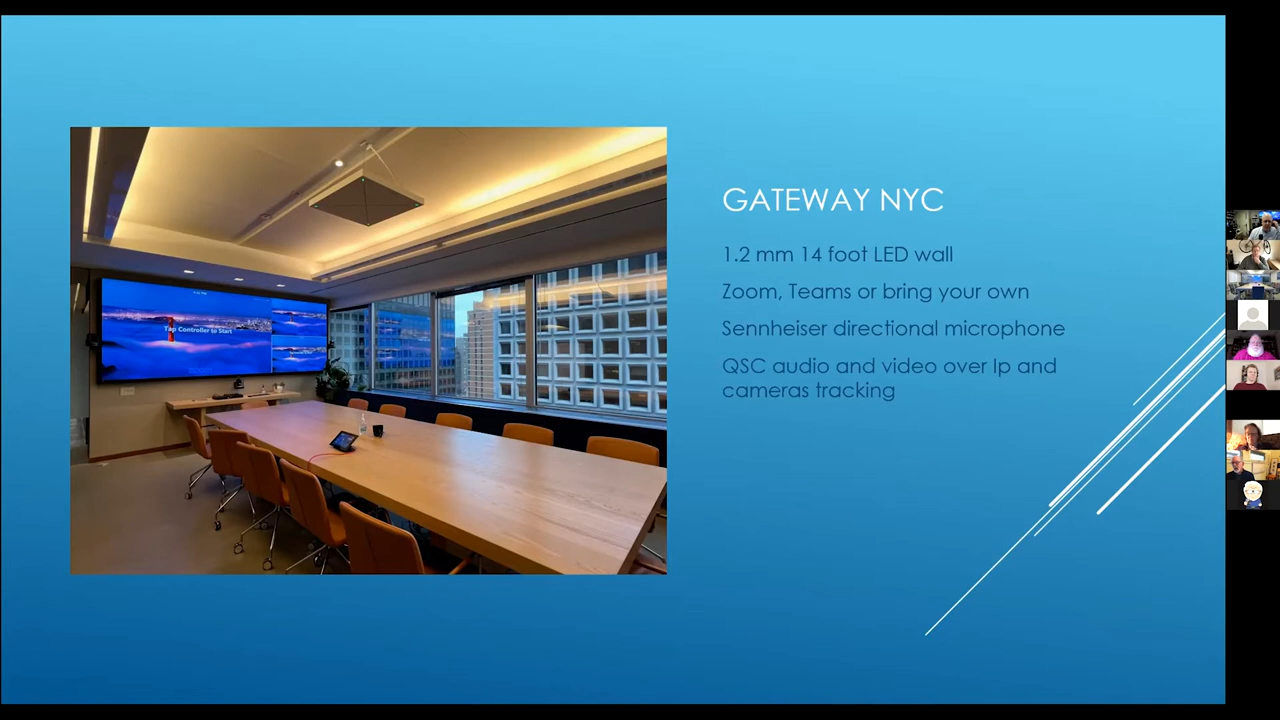 GATEWAY NYC
1.2 mm 14 foot LED wall
Zoom, Teams or bring your own
Sennheiser directional microphone
QSC audio and video over Ip and
cameras tracking
Tap Controller to Start